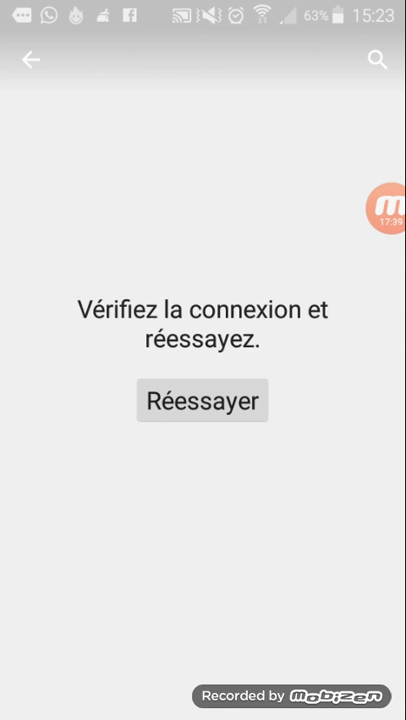 63% 15:23
17:39
Vérifiez la connexion et
réessayez.
Réessayer
Recorded by mobizen